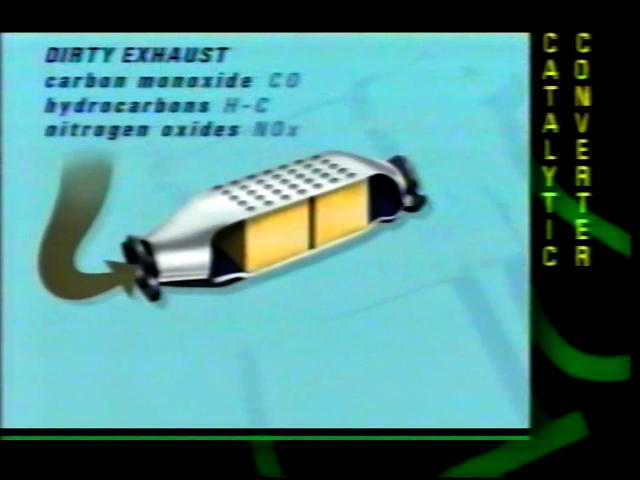 DIRTY EXHAUST
carbon monoxide CO
hydrocarbons H-C
nitrogen oxides NOx
CATALYTIC
CONVERTER